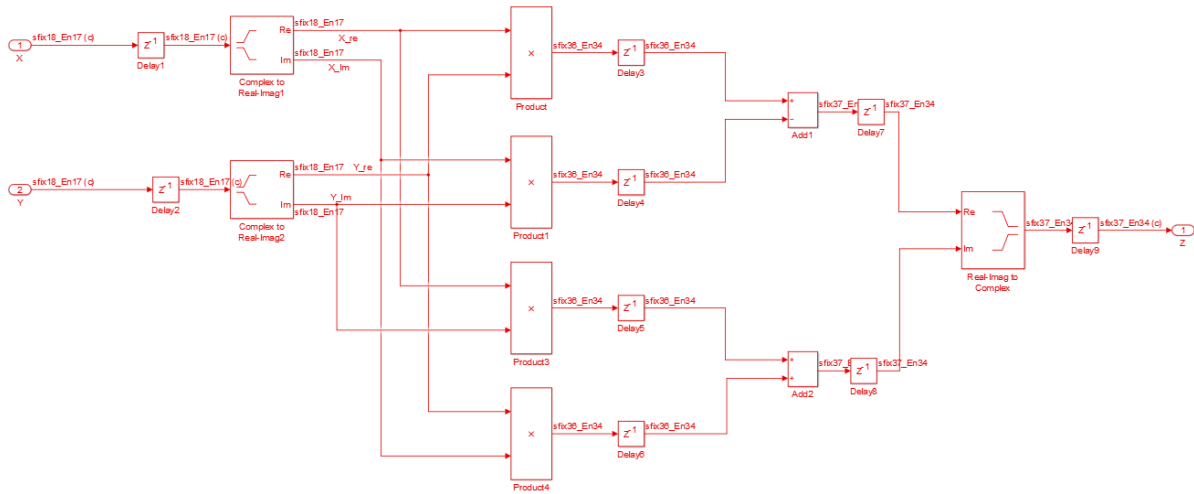 sfix18_En17 (c)
1
X
z-1
Delay1
sfix18_En17 (c)
Re
Im
Complex to
Real-Imag1
sfix18_En17
X_re
sfix18_En17
X_Im
×
Product
sfix36_En34
z-1
Delay3
sfix36_En34
+
−
Add1
sfix37_En34
z-1
Delay7
sfix37_En34
sfix18_En17 (c)
2
Y
z-1
Delay2
sfix18_En17 (c)
Re
Im
Complex to
Real-Imag2
sfix18_En17
Y_re
Y_Im
sfix18_En17
×
Product1
sfix36_En34
z-1
Delay4
sfix36_En34
Re
Im
Real-Imag to
Complex
sfix37_En34
z-1
Delay9
sfix37_En34 (c)
1
Z
×
Product3
sfix36_En34
z-1
Delay5
sfix36_En34
+
+
Add2
z-1
Delay8
sfix37_En34
×
Product4
sfix36_En34
z-1
Delay6
sfix36_En34